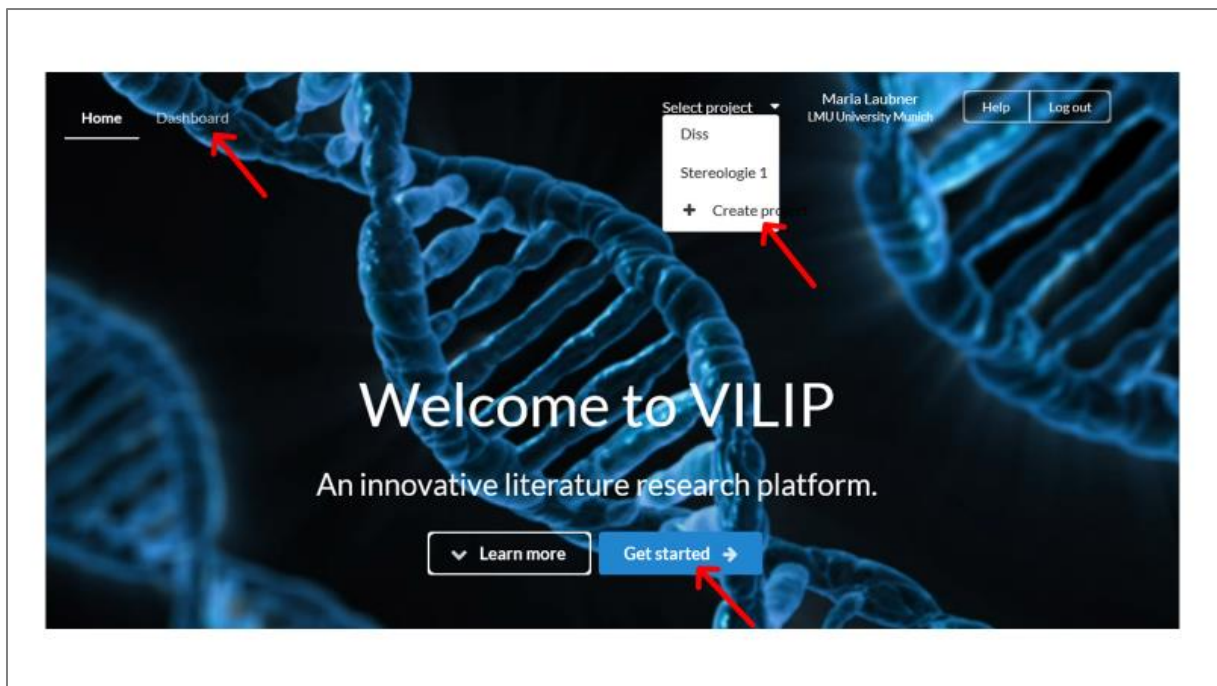 Home Dashboard Select project Maria Laubner Help Log out
LMU University Munich
Diss
Stereologie 1
Create project
Welcome to VILIP
An innovative literature research platform.
Learn more Get started